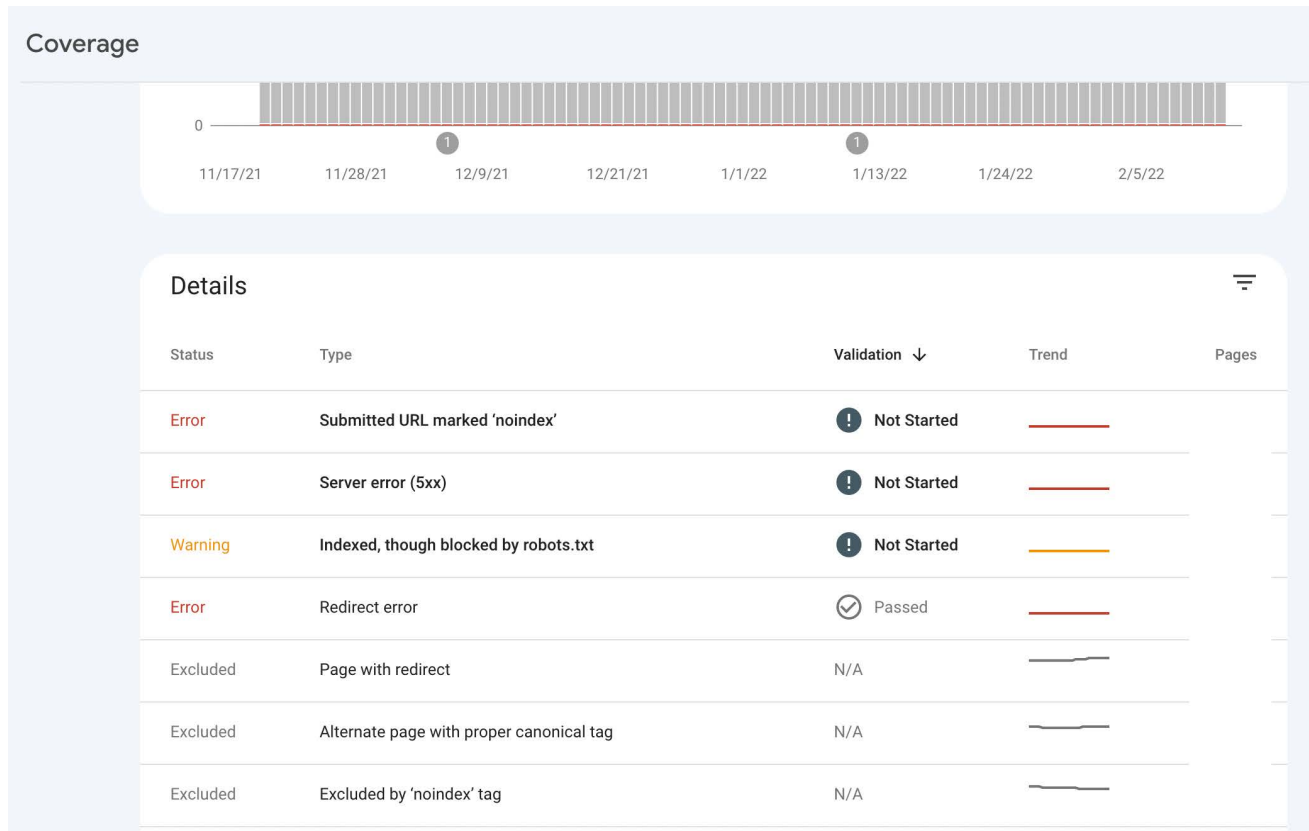 Coverage
0
1 1
11/17/21 11/28/21 12/9/21 12/21/21 1/1/22 1/13/22 1/24/22 2/5/22
Details
Status Type Validation Trend Pages
Error Submitted URL marked ‘noindex’ Not Started
Error Server error (5xx) Not Started
Warning Indexed, though blocked by robots.txt Not Started
Error Redirect error Passed
Excluded Page with redirect N/A
Excluded Alternate page with proper canonical tag N/A
Excluded Excluded by ‘noindex’ tag N/A